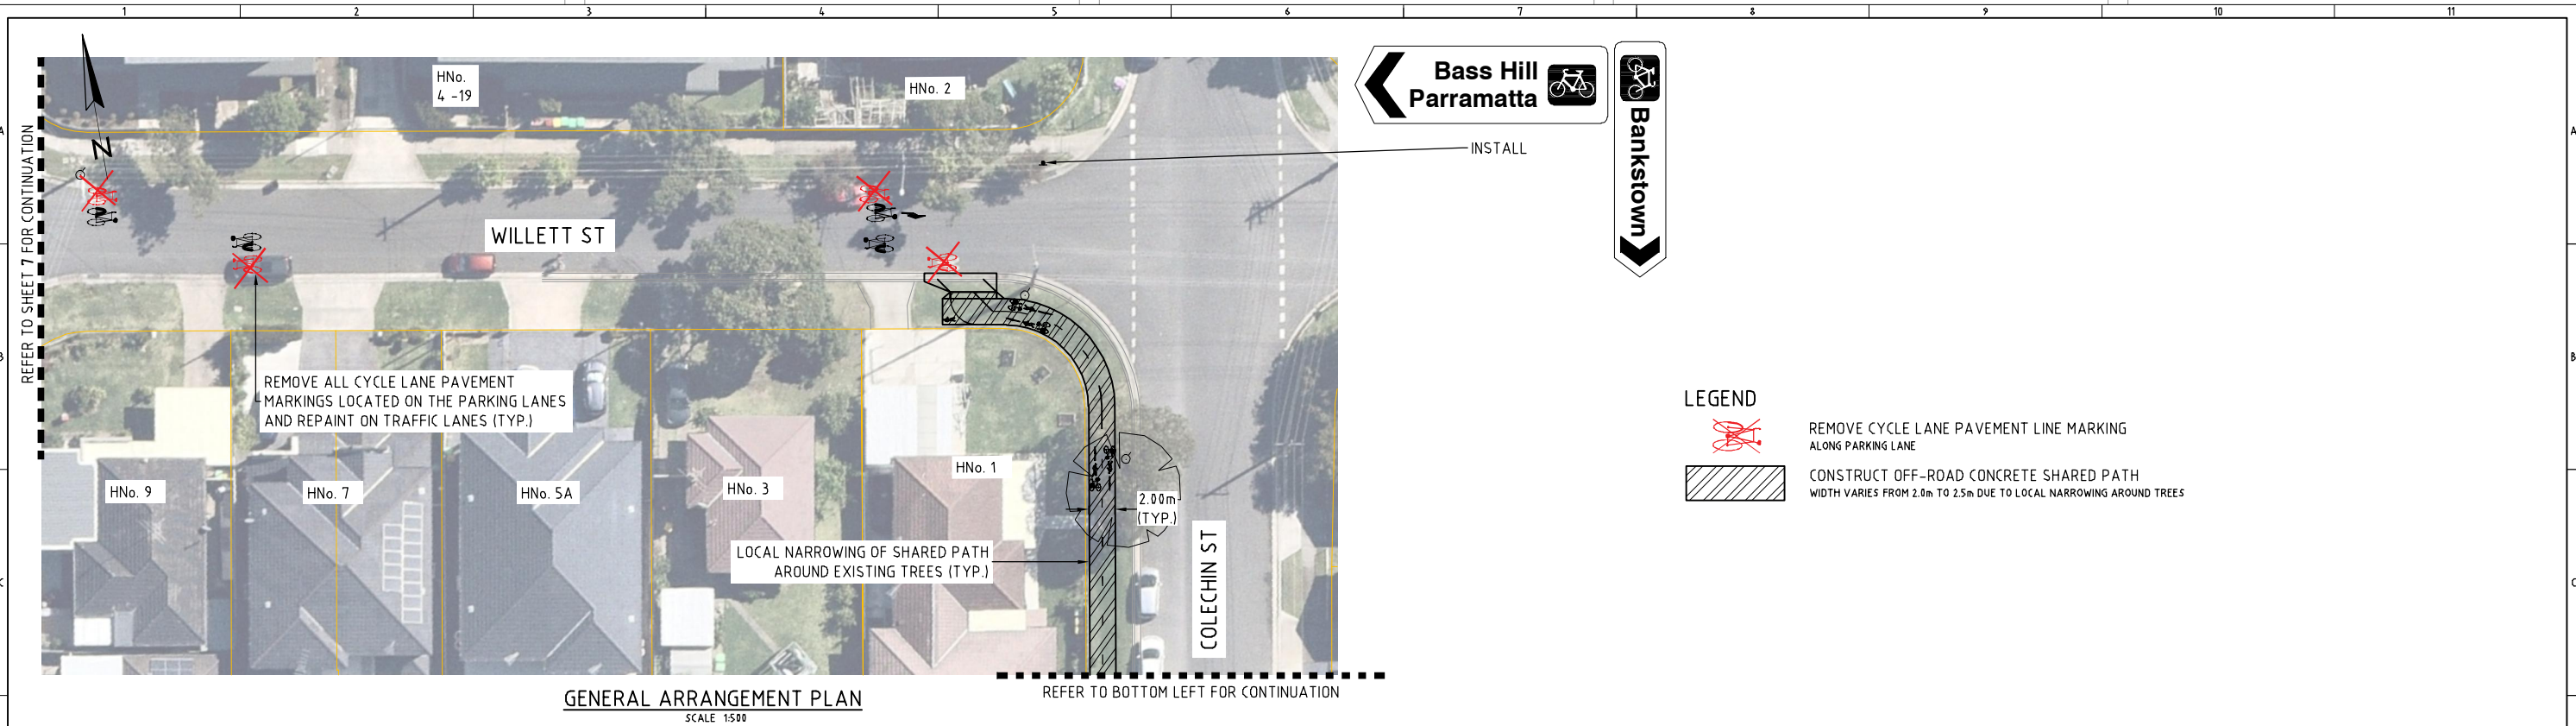 1 2 3 4 5 6 7 8 9 10 11
A
A
B
B
C
C
HNo.
4 -19
HNo. 2
N
REFER TO SHEET 7 FOR CONTINUATION
WILLETT ST
Bass Hill
Parramatta
Bankstown
INSTALL
REMOVE ALL CYCLE LANE PAVEMENT
MARKINGS LOCATED ON THE PARKING LANES
AND REPAINT ON TRAFFIC LANES (TYP.)
HNo. 9
HNo. 7
HNo. 5A
HNo. 3
HNo. 1
2.00m
(TYP.)
LOCAL NARROWING OF SHARED PATH
AROUND EXISTING TREES (TYP.)
COLECHIN ST
LEGEND
REMOVE CYCLE LANE PAVEMENT LINE MARKING
ALONG PARKING LANE
CONSTRUCT OFF-ROAD CONCRETE SHARED PATH
WIDTH VARIES FROM 2.0m TO 2.5m DUE TO LOCAL NARROWING AROUND TREES
GENERAL ARRANGEMENT PLAN
SCALE 1:500
REFER TO BOTTOM LEFT FOR CONTINUATION